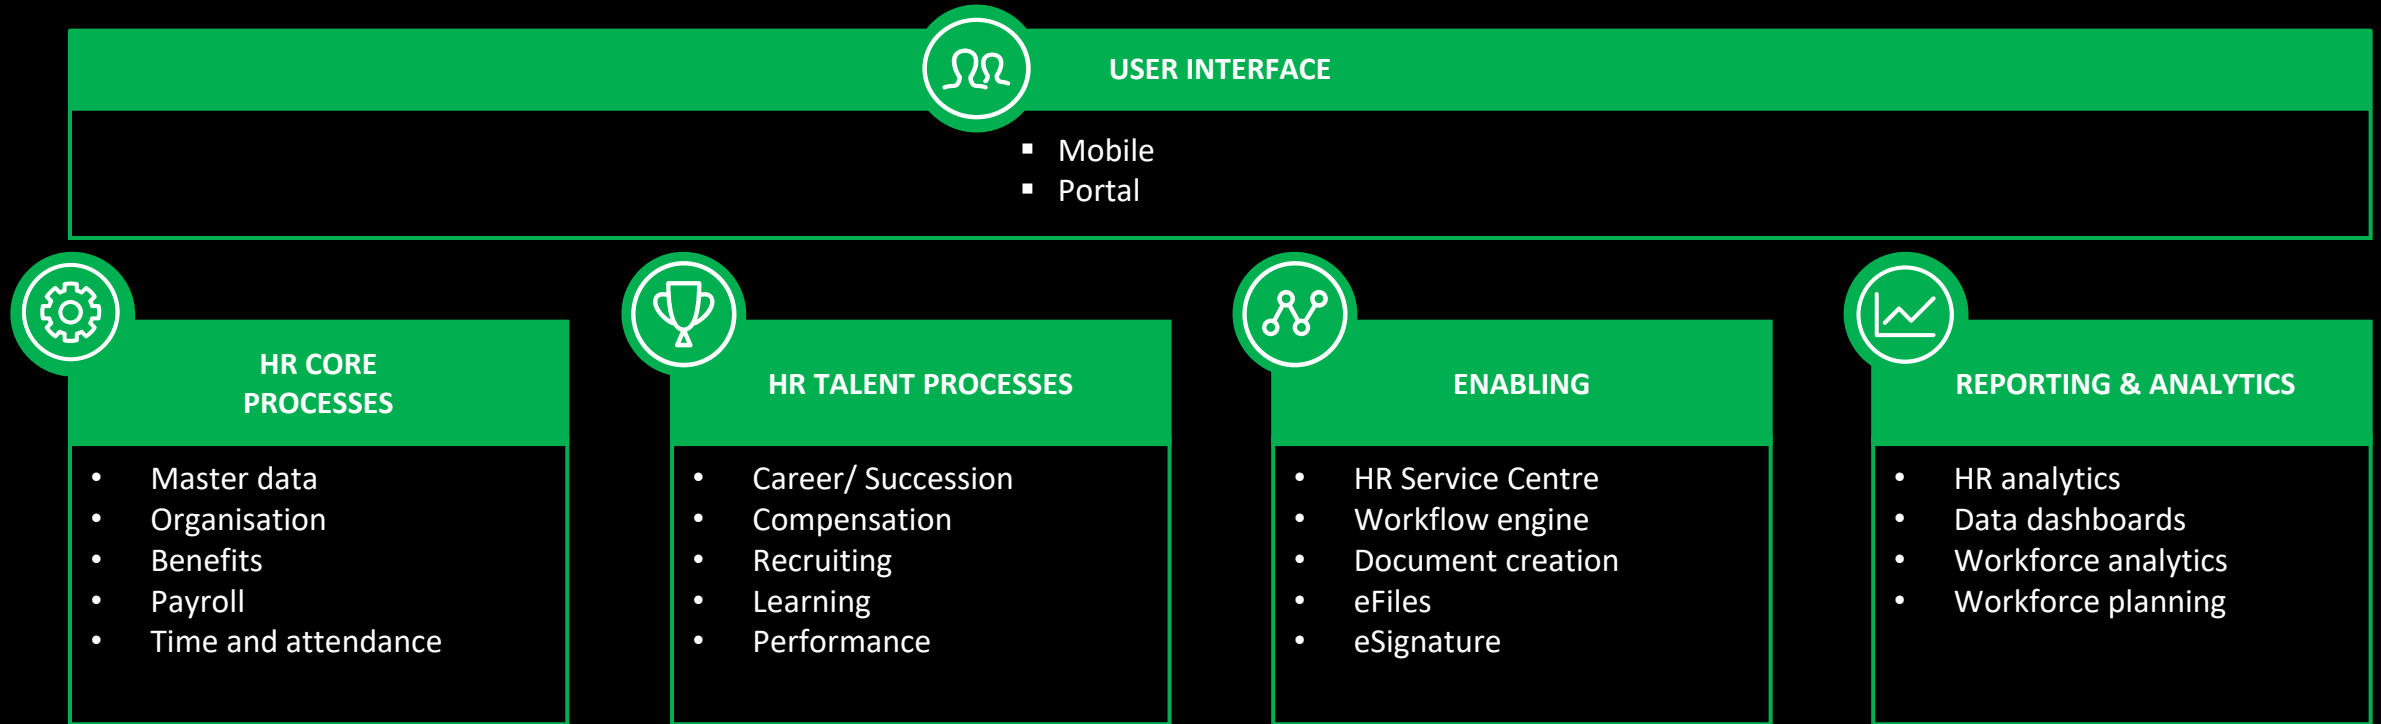 USER INTERFACE
▪ Mobile
▪ Portal
HR CORE
PROCESSES
• Master data
• Organisation
• Benefits
• Payroll
• Time and attendance
HR TALENT PROCESSES
• Career/ Succession
• Compensation
• Recruiting
• Learning
• Performance
ENABLING
• HR Service Centre
• Workflow engine
• Document creation
• eFiles
• eSignature
REPORTING & ANALYTICS
• HR analytics
• Data dashboards
• Workforce analytics
• Workforce planning